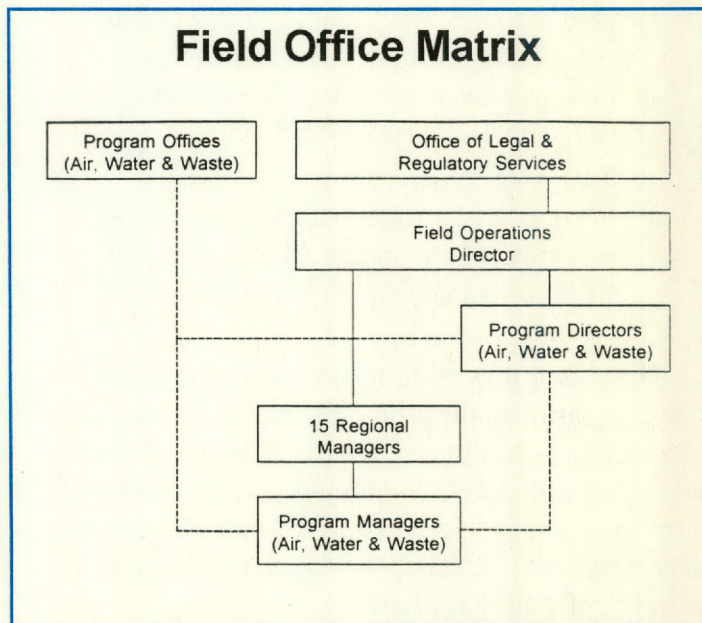 Field Office Matrix
Program Offices
(Air, Water & Waste)
Office of Legal &
Regulatory Services
Field Operations
Director
Program Directors
(Air, Water & Waste)
15 Regional
Managers
Program Managers
(Air, Water & Waste)